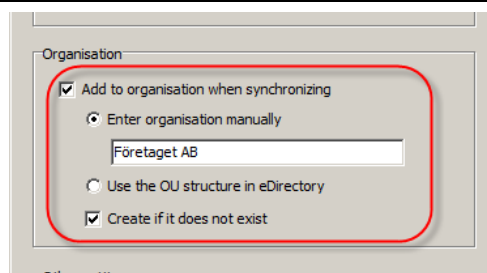 Organisation
Add to organisation when synchronizing
Enter organisation manually
Företaget AB
Use the OU structure in eDirectory
Create if it does not exist